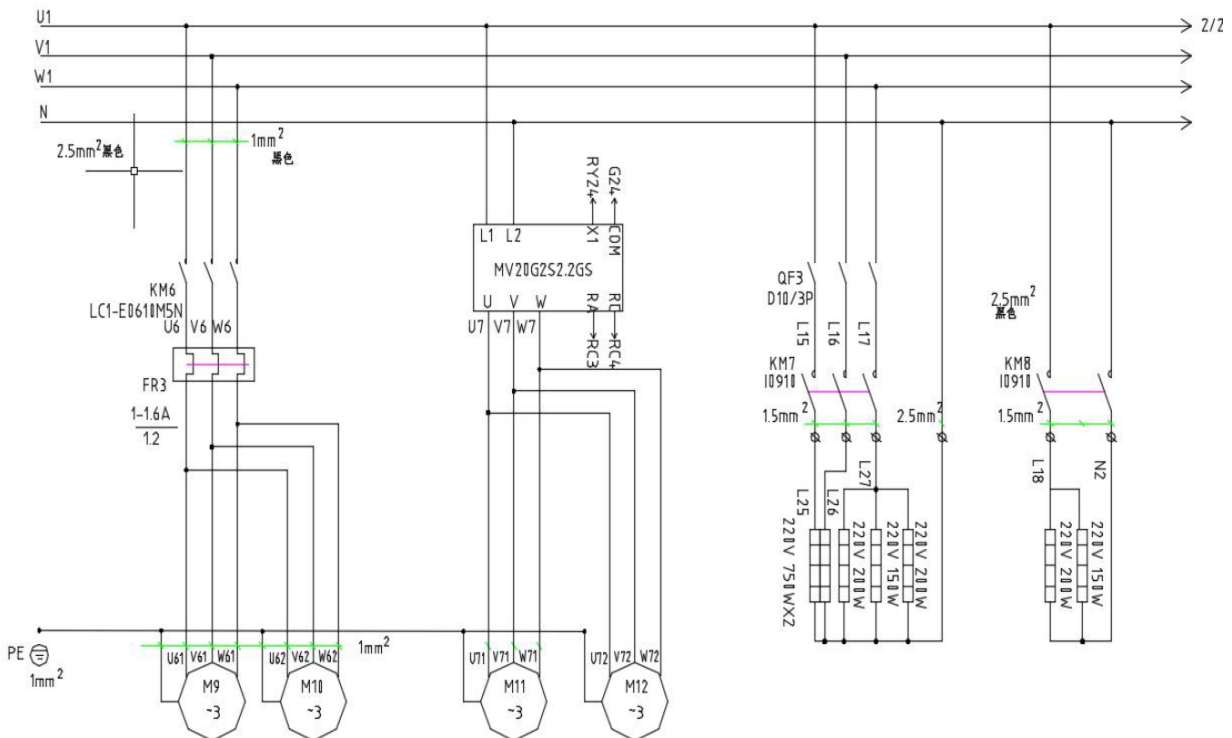 U1
2/2
V1
W1
N
2.5mm² 黑色
1mm²
黑色
RY24
G24
L1 L2 X1 COM
MV20G2S2.2GS
U V W RA RC
KM6
LC1-E0610M5N
U6 V6 W6
U7 V7 W7
RC3
RC4
FR3
1-1.6A
1.2
QF3
D10/3P
L15
L16
L17
KM7
I0910
1.5mm²
2.5mm²
2.5mm²
黑色
KM8
I0910
1.5mm²
L25
L26
L27
L18
N2
220V 750WX2
220V 200W
220V 150W
220V 200W
220V 200W
220V 150W
PE
1mm²
U61 V61 W61
U62 V62 W62
1mm²
U71 V71 W71
U72 V72 W72
M9
~3
M10
~3
M11
~3
M12
~3